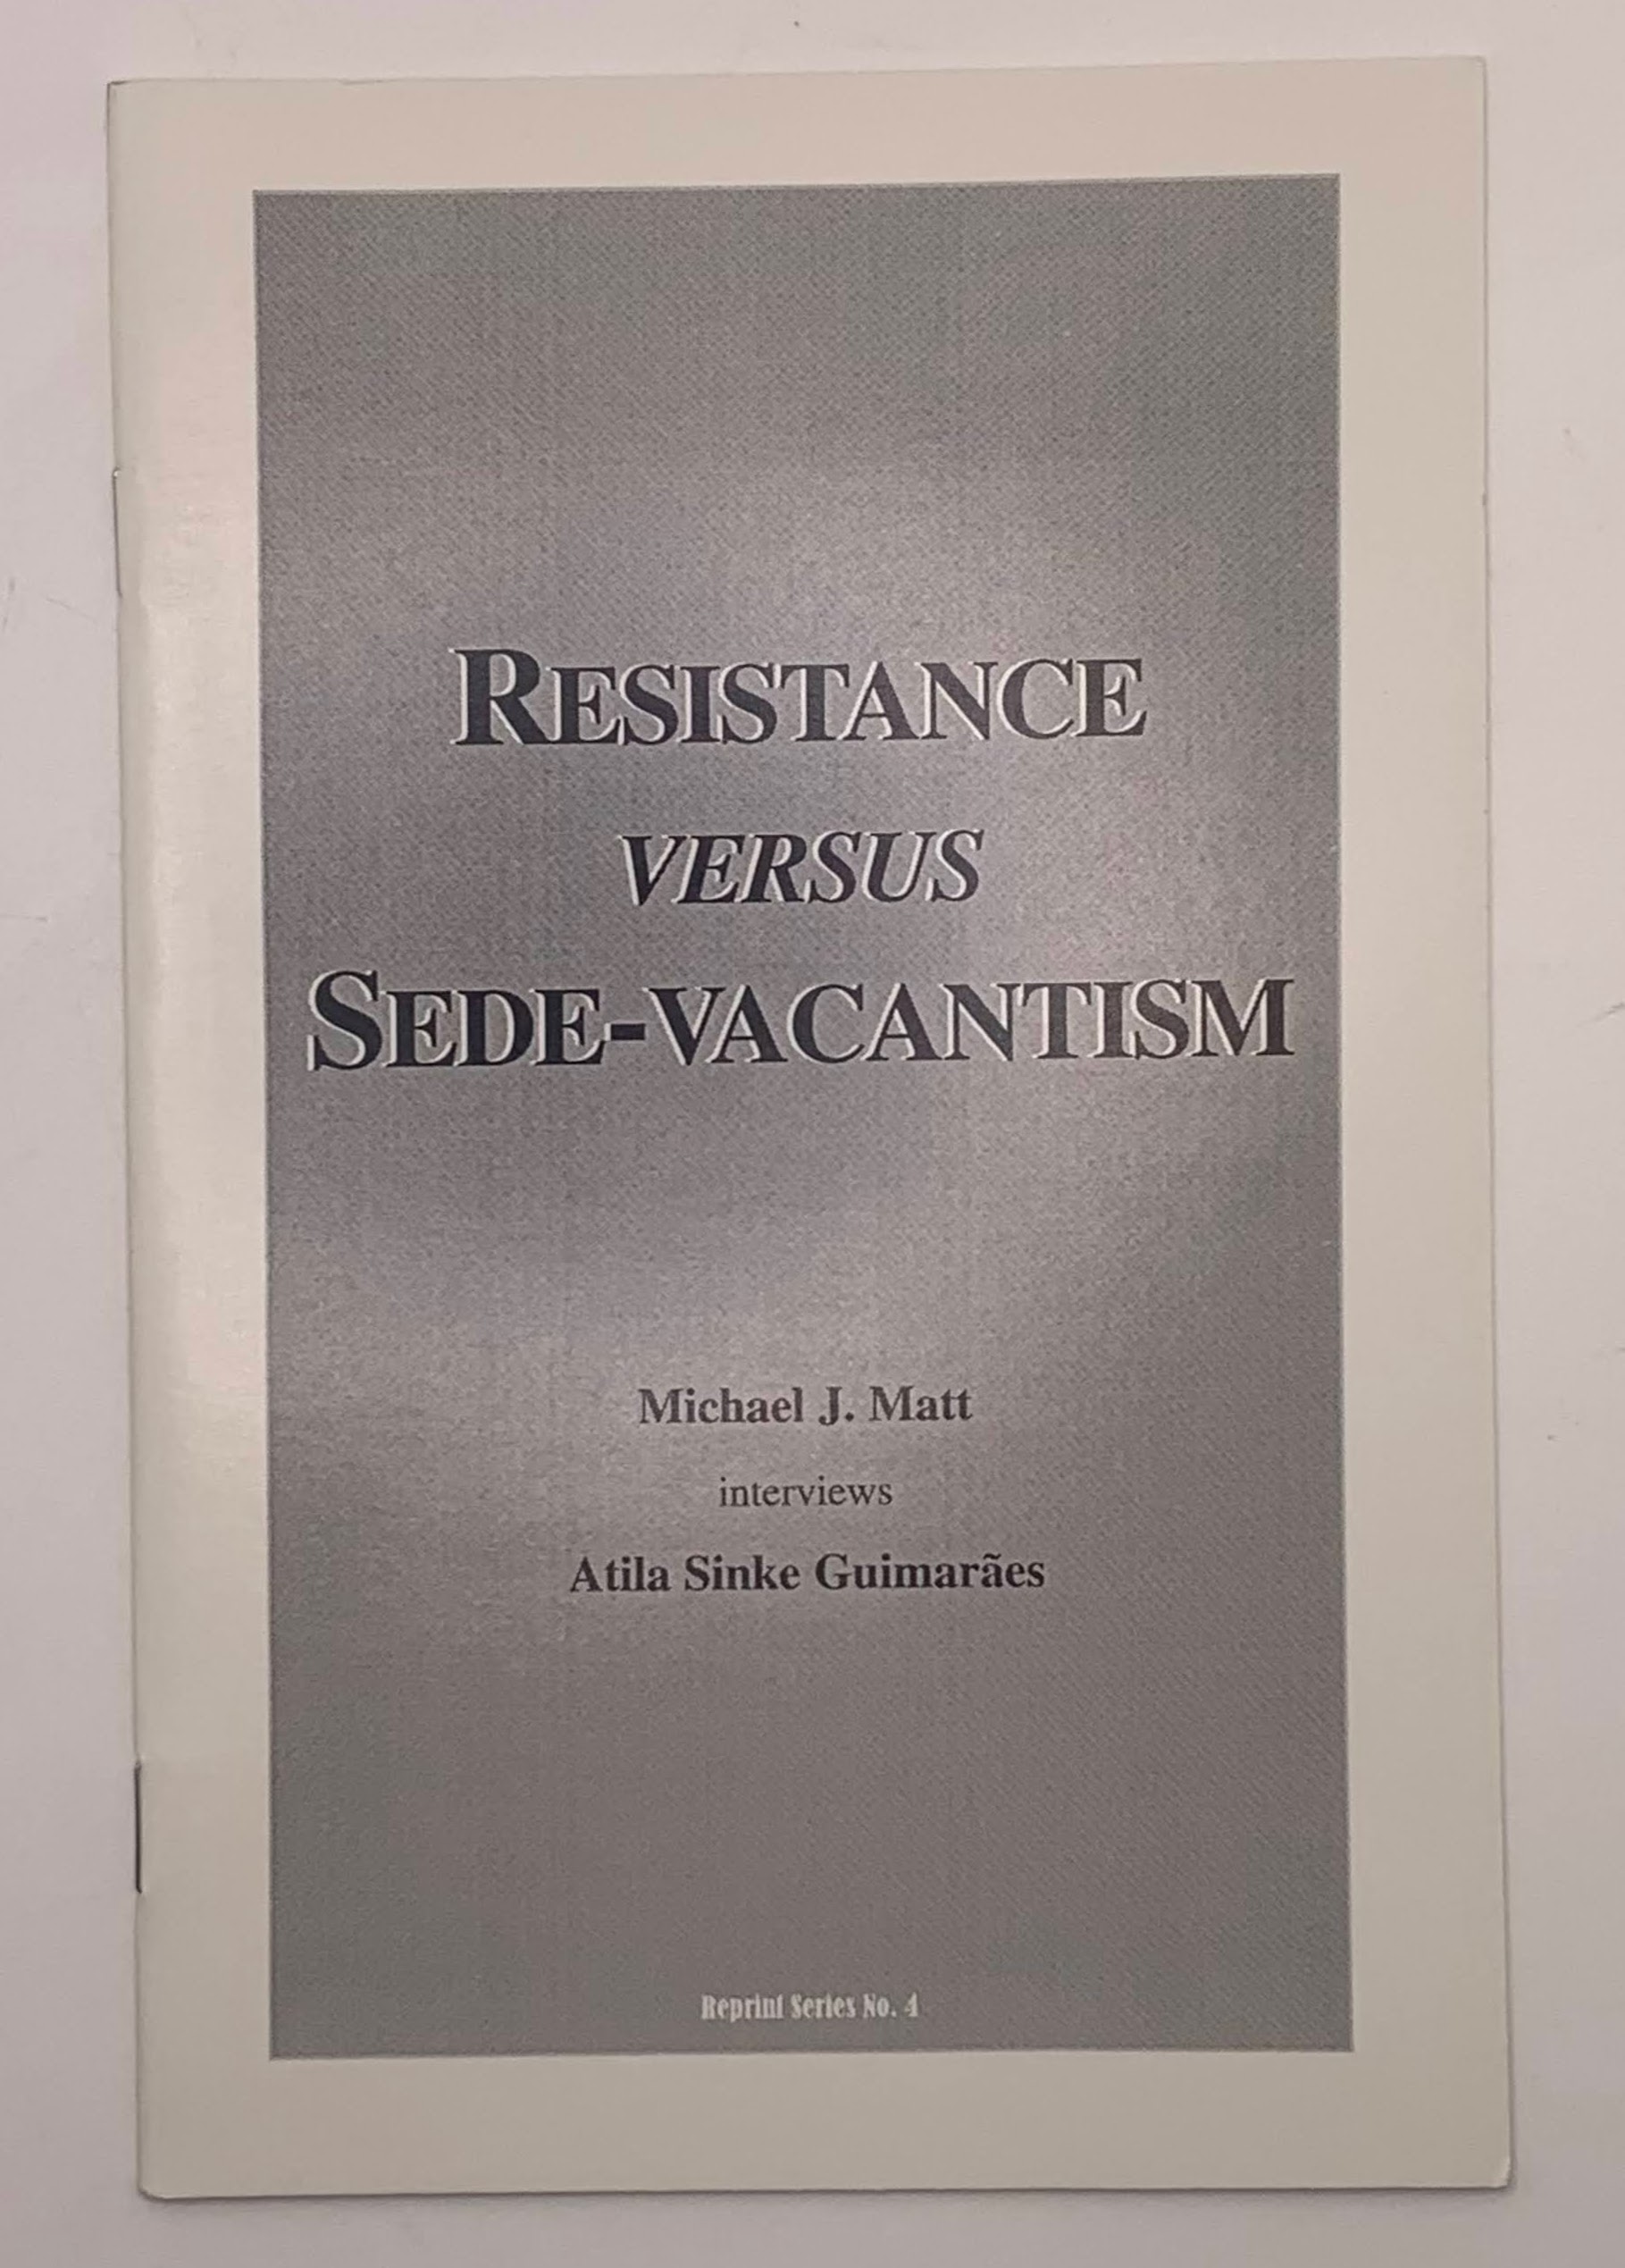 RESISTANCE
VERSUS
SEDE-VACANTISM
Michael J. Matt
interviews
Atila Sinke Guimarães
Reprint Series No. 4